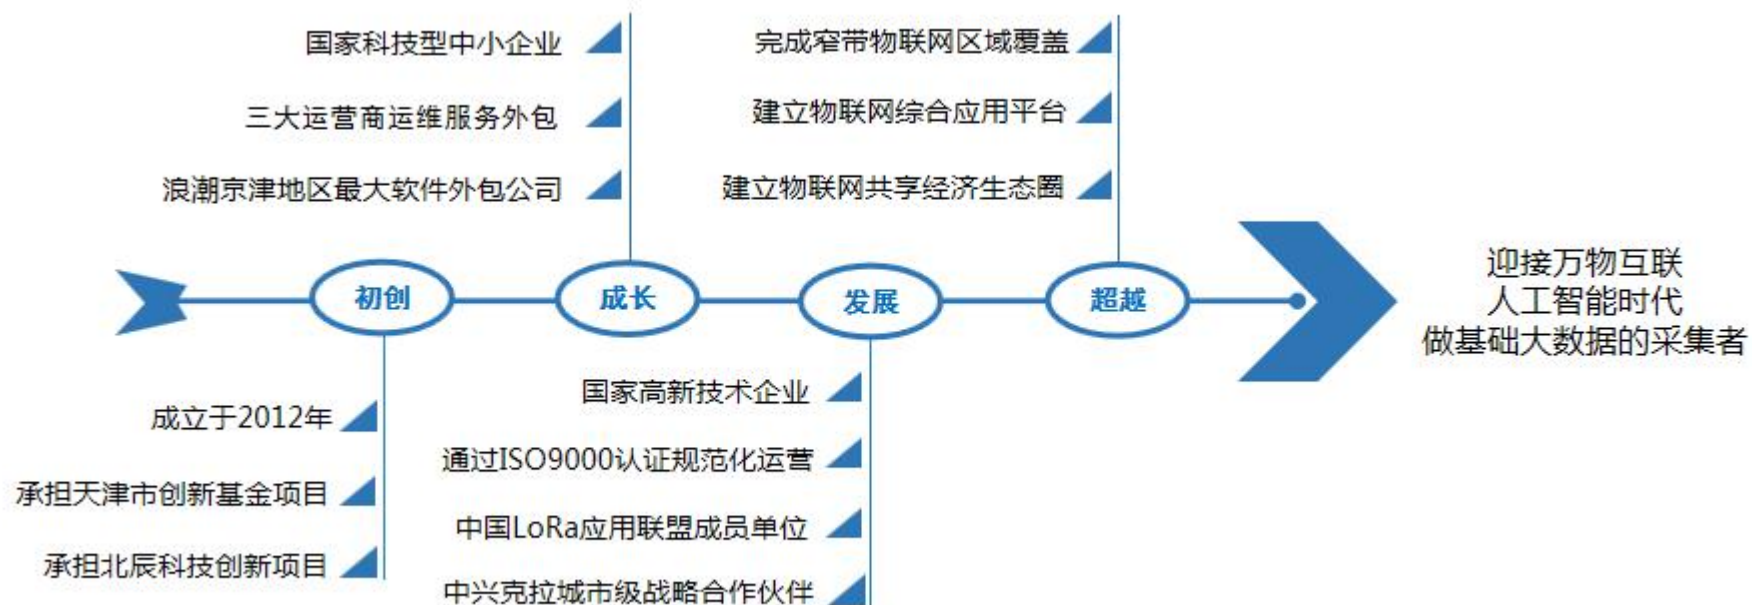 国家科技型中小企业
三大运营商运维服务外包
浪潮京津地区最大软件外包公司
完成窄带物联网区域覆盖
建立物联网综合应用平台
建立物联网共享经济生态圈
初创
成长
发展
超越
迎接万物互联
人工智能时代
做基础大数据的采集者
成立于2012年
承担天津市创新基金项目
承担北辰科技创新项目
国家高新技术企业
通过ISO9000认证规范化运营
中国LoRa应用联盟成员单位
中兴克拉城市级战略合作伙伴